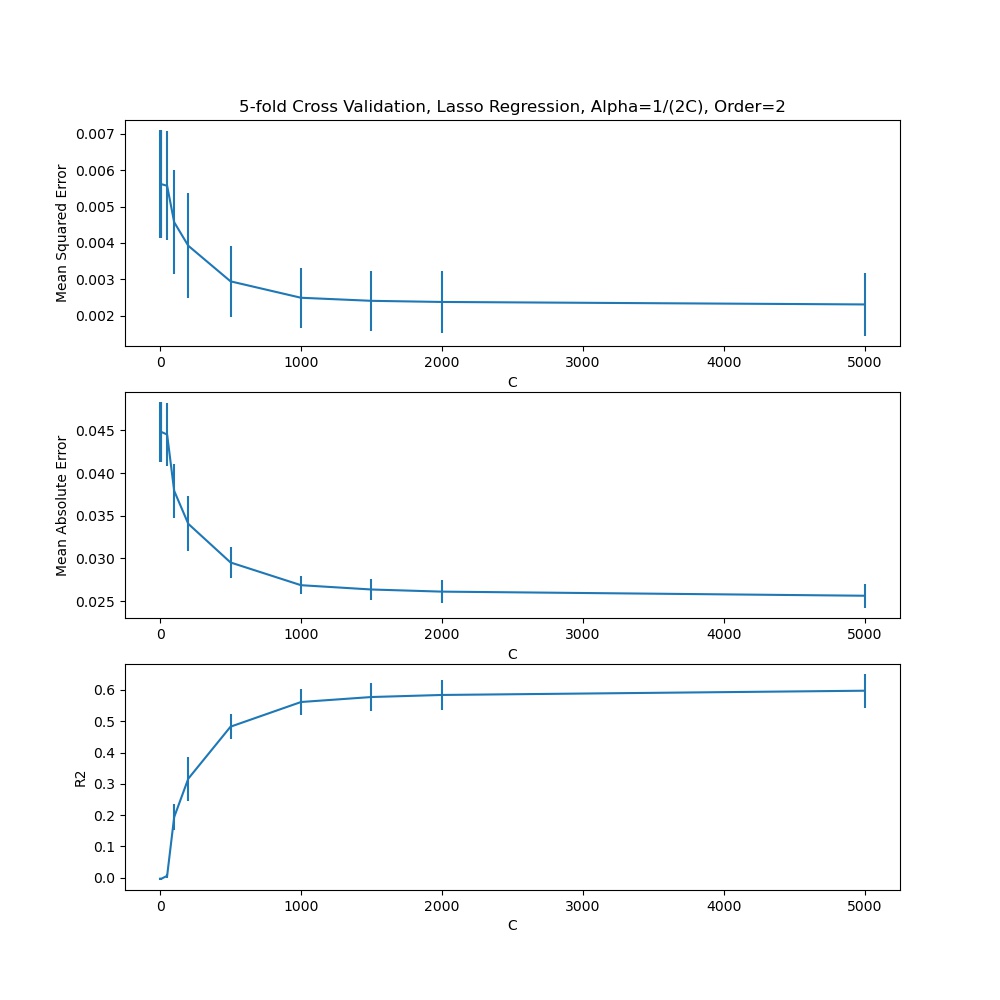 5-fold Cross Validation, Lasso Regression, Alpha=1/(2C), Order=2
0.007
0.006
0.005
0.004
0.003
0.002
Mean Squared Error
0 1000 2000 3000 4000 5000
C
0.045
0.040
0.035
0.030
0.025
Mean Absolute Error
0 1000 2000 3000 4000 5000
C
0.6
0.5
0.4
0.3
0.2
0.1
0.0
R2
0 1000 2000 3000 4000 5000
C